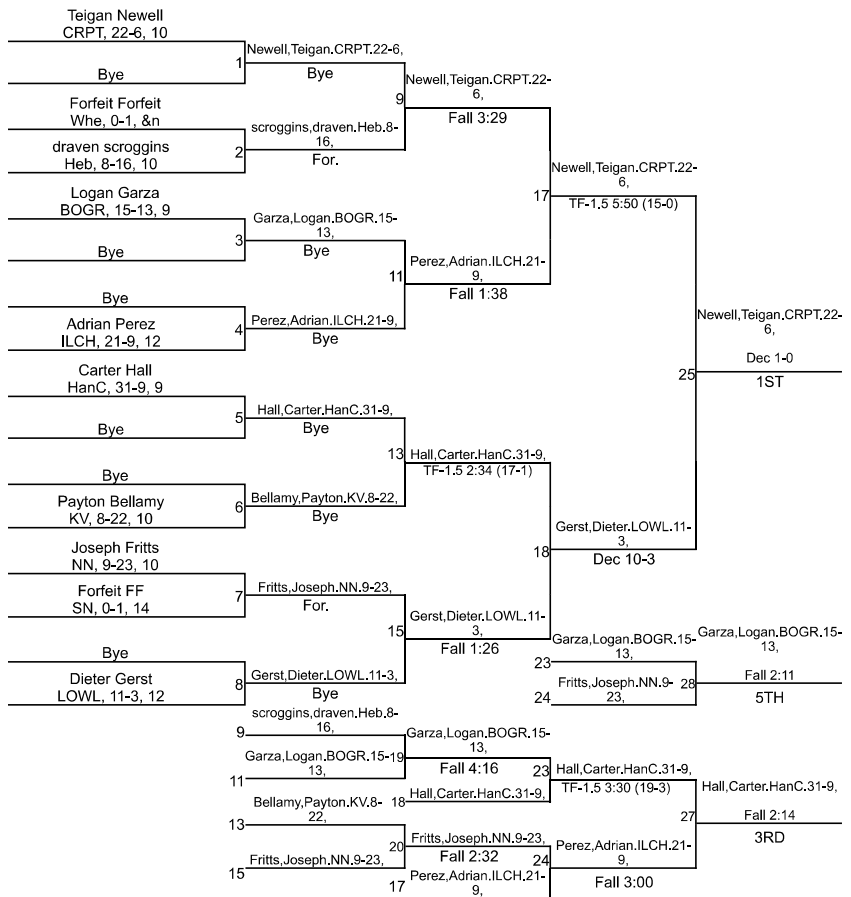 Teigan Newell
CRPT, 22-6, 10
1
Bye
Newell,Teigan.CRPT.22-6,
Bye
9
Newell,Teigan.CRPT.22-
6,
Fall 3:29
Forfeit Forfeit
Whe, 0-1, &n
2
draven scroggins
Heb, 8-16, 10
scroggins,draven.Heb.8-
16,
For.
17
Newell,Teigan.CRPT.22-
6,
TF-1.5 5:50 (15-0)
Logan Garza
BOGR, 15-13, 9
3
Bye
Garza,Logan.BOGR.15-
13,
Bye
11
Perez,Adrian.ILCH.21-
9,
Fall 1:38
Bye
4
Adrian Perez
ILCH, 21-9, 12
Perez,Adrian.ILCH.21-9,
Bye
25
Newell,Teigan.CRPT.22-
6,
Dec 1-0
1ST
Carter Hall
HanC, 31-9, 9
5
Bye
Hall,Carter.HanC.31-9,
Bye
13
Hall,Carter.HanC.31-9,
TF-1.5 2:34 (17-1)
Bye
6
Payton Bellamy
KV, 8-22, 10
Bellamy,Payton.KV.8-22,
Bye
18
Gerst,Dieter.LOWL.11-
3,
Dec 10-3
Joseph Fritts
NN, 9-23, 10
7
Forfeit FF
SN, 0-1, 14
Fritts,Joseph.NN.9-23,
For.
15
Gerst,Dieter.LOWL.11-
3,
Fall 1:26
Bye
8
Dieter Gerst
LOWL, 11-3, 12
Gerst,Dieter.LOWL.11-3,
Bye
23
Garza,Logan.BOGR.15-
13,
24
Fritts,Joseph.NN.9-
23,
28
Garza,Logan.BOGR.15-
13,
Fall 2:11
5TH
9
scroggins,draven.Heb.8-
16,
11
Garza,Logan.BOGR.15-
13,
19
Garza,Logan.BOGR.15-
13,
Fall 4:16
18
Hall,Carter.HanC.31-9,
23
Hall,Carter.HanC.31-9,
TF-1.5 3:30 (19-3)
13
Bellamy,Payton.KV.8-
22,
15
Fritts,Joseph.NN.9-23,
20
Fritts,Joseph.NN.9-23,
Fall 2:32
17
Perez,Adrian.ILCH.21-
9,
24
Perez,Adrian.ILCH.21-
9,
Fall 3:00
27
Hall,Carter.HanC.31-9,
Fall 2:14
3RD